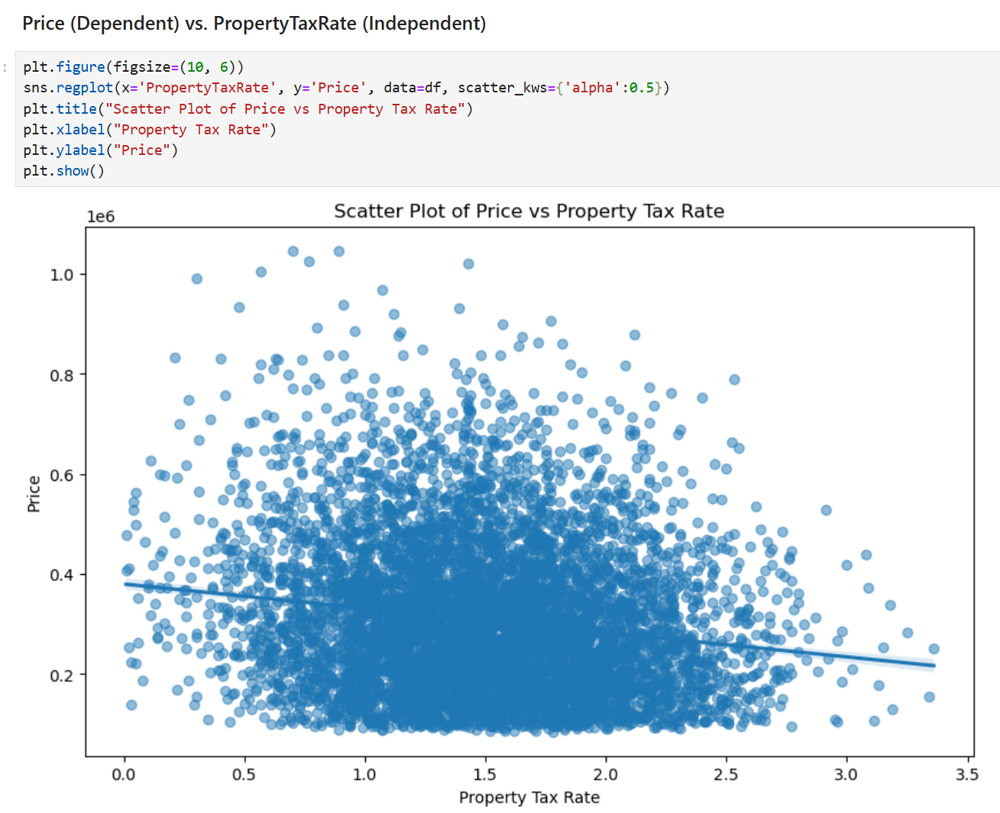 Price (Dependent) vs. PropertyTaxRate (Independent)
:
plt.figure(figsize=(10, 6))
sns.regplot(x='PropertyTaxRate', y='Price', data=df, scatter_kws={'alpha':0.5})
plt.title("Scatter Plot of Price vs Property Tax Rate")
plt.xlabel("Property Tax Rate")
plt.ylabel("Price")
plt.show()
Scatter Plot of Price vs Property Tax Rate
1e6
1.0
0.8
0.6
0.4
0.2
Price
0.0 0.5 1.0 1.5 2.0 2.5 3.0 3.5
Property Tax Rate